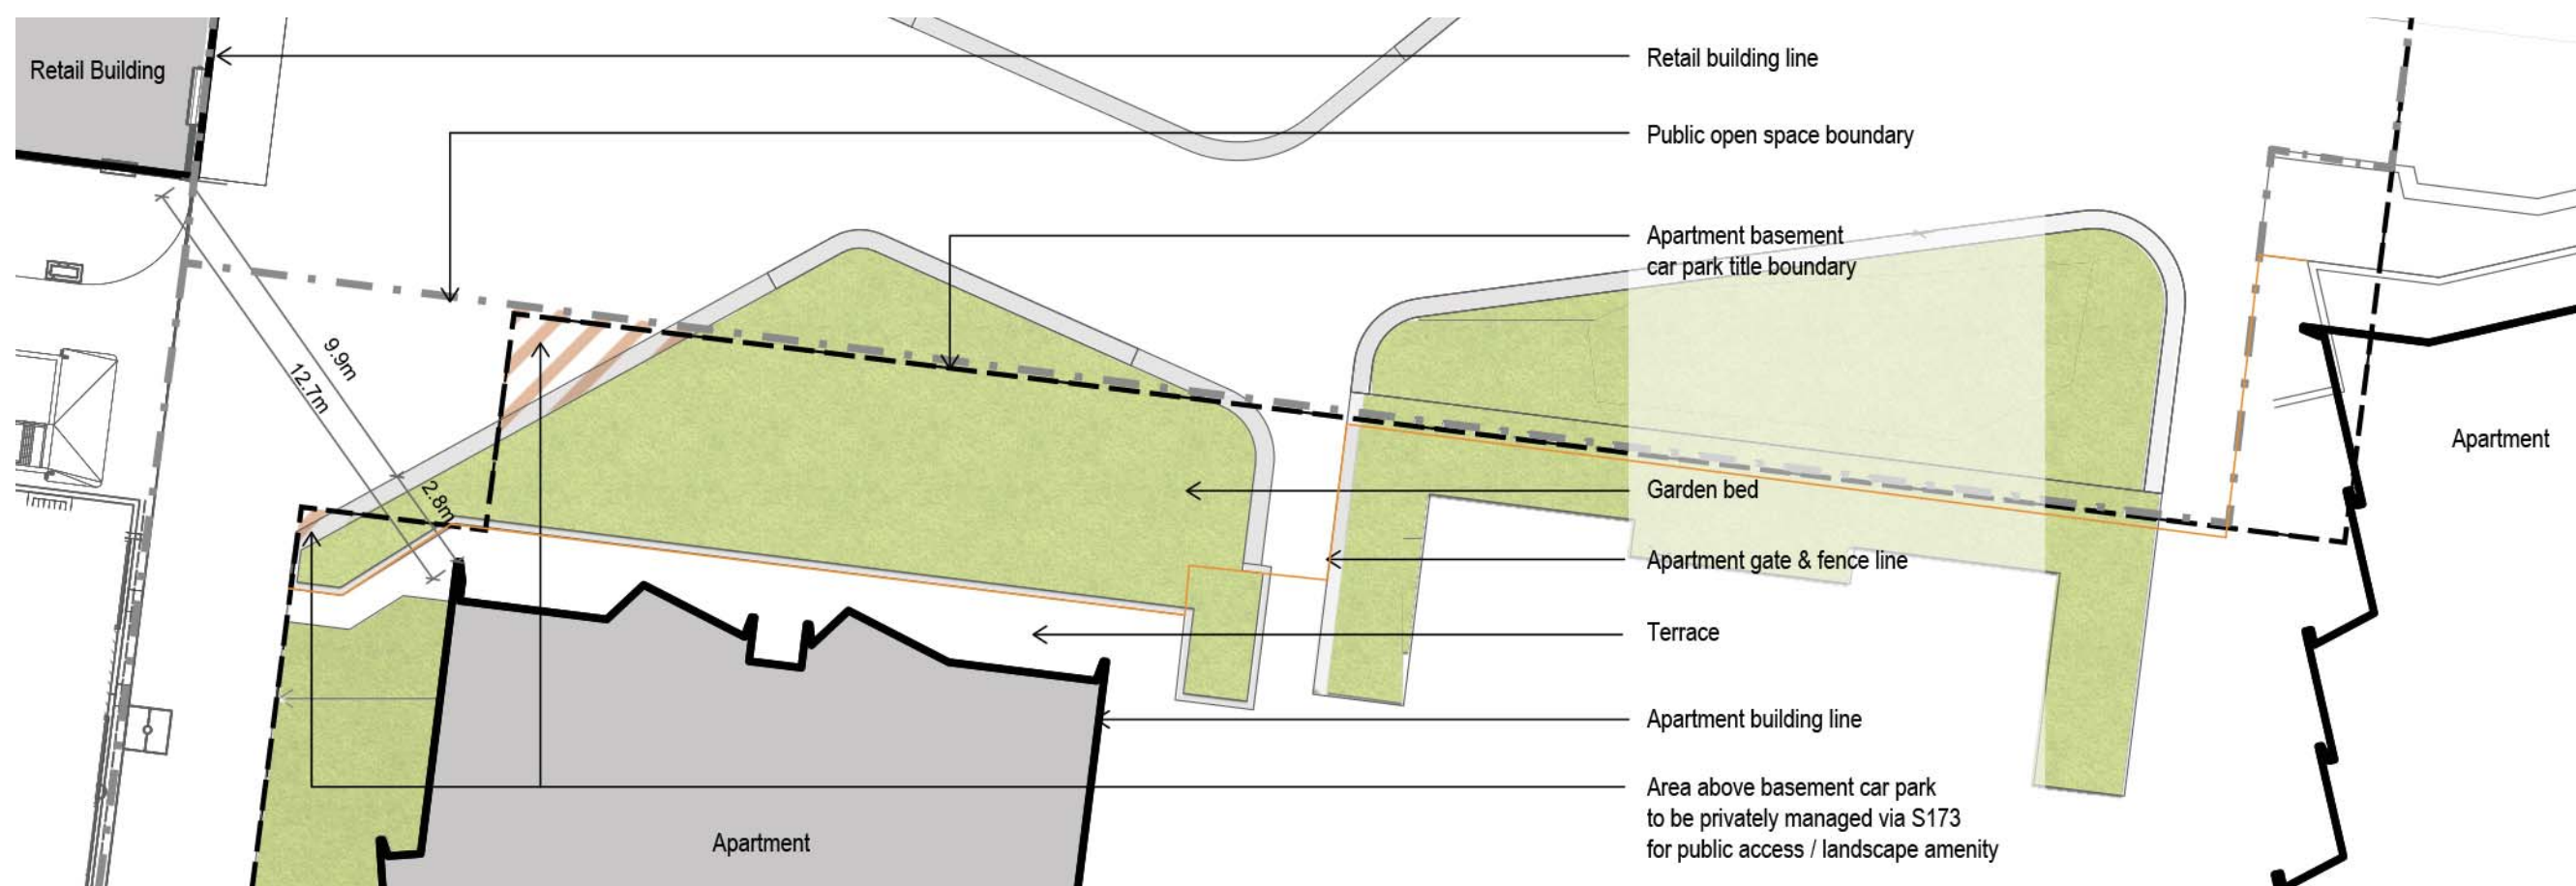 Retail Building
Retail building line
Public open space boundary
Apartment basement
car park title boundary
9.9m
12.7m
2.8m
Apartment
Garden bed
Apartment gate & fence line
Terrace
Apartment building line
Area above basement car park
to be privately managed via S173
for public access / landscape amenity
Apartment